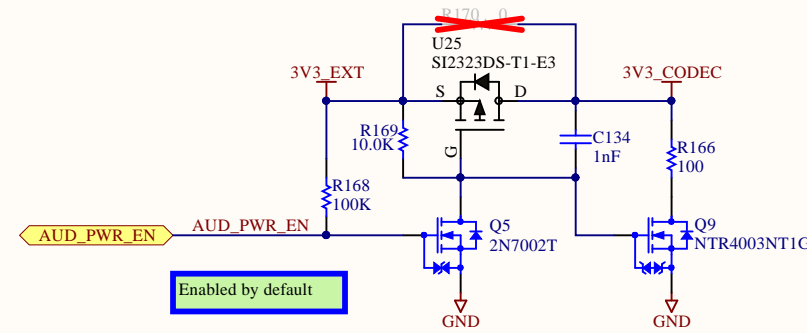 R170 0
U25
SI2323DS-T1-E3
3V3_EXT
3V3_CODEC
S
D
G
R169
10.0K
C134
1nF
R166
100
R168
100K
AUD_PWR_EN
AUD_PWR_EN
Q5
2N7002T
Q9
NTR4003NT1G
Enabled by default
GND
GND